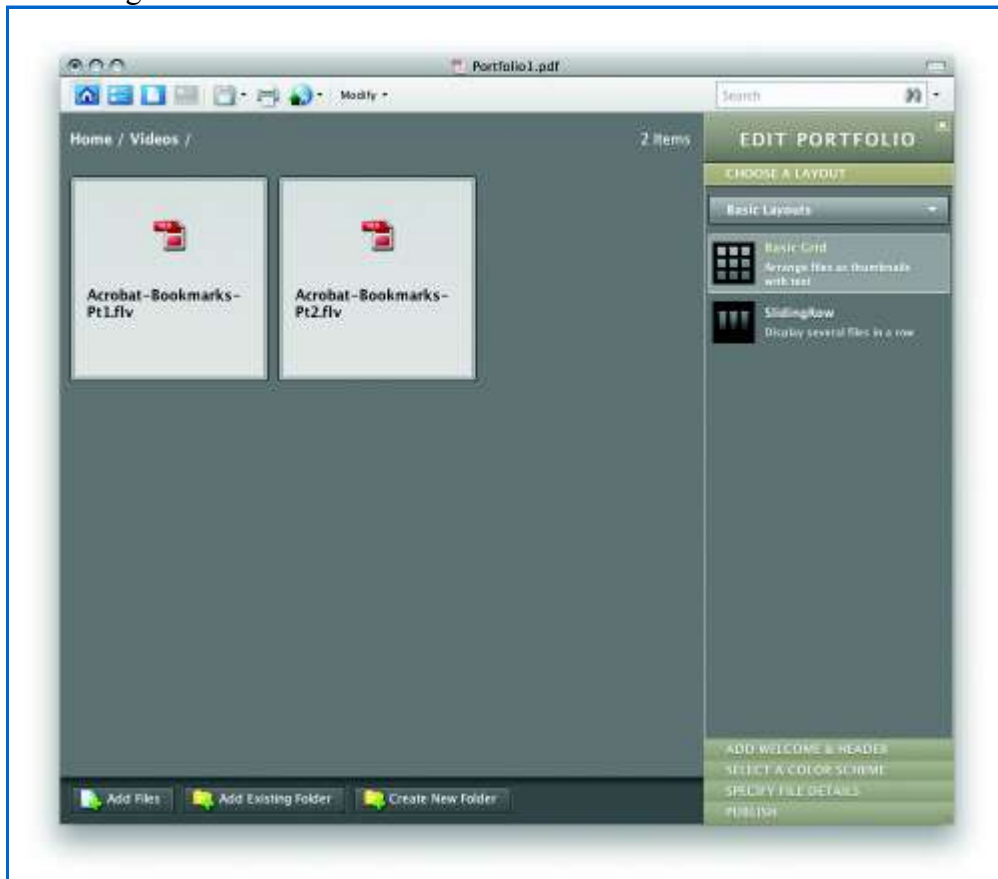 Portfolio1.pdf
Modify
Search
Home / Videos /
2 Items
EDIT PORTFOLIO
CHOOSE A LAYOUT
Basic Layouts
Basic Grid
Arrange files as thumbnails
with text
SlidingRow
Display several files in a row
Acrobat-Bookmarks-
Pt1.flv
Acrobat-Bookmarks-
Pt2.flv
ADD WELCOME & HEADER
SELECT A COLOR SCHEME
SPECIFY FILE DETAILS
PUBLISH
Add Files
Add Existing Folder
Create New Folder